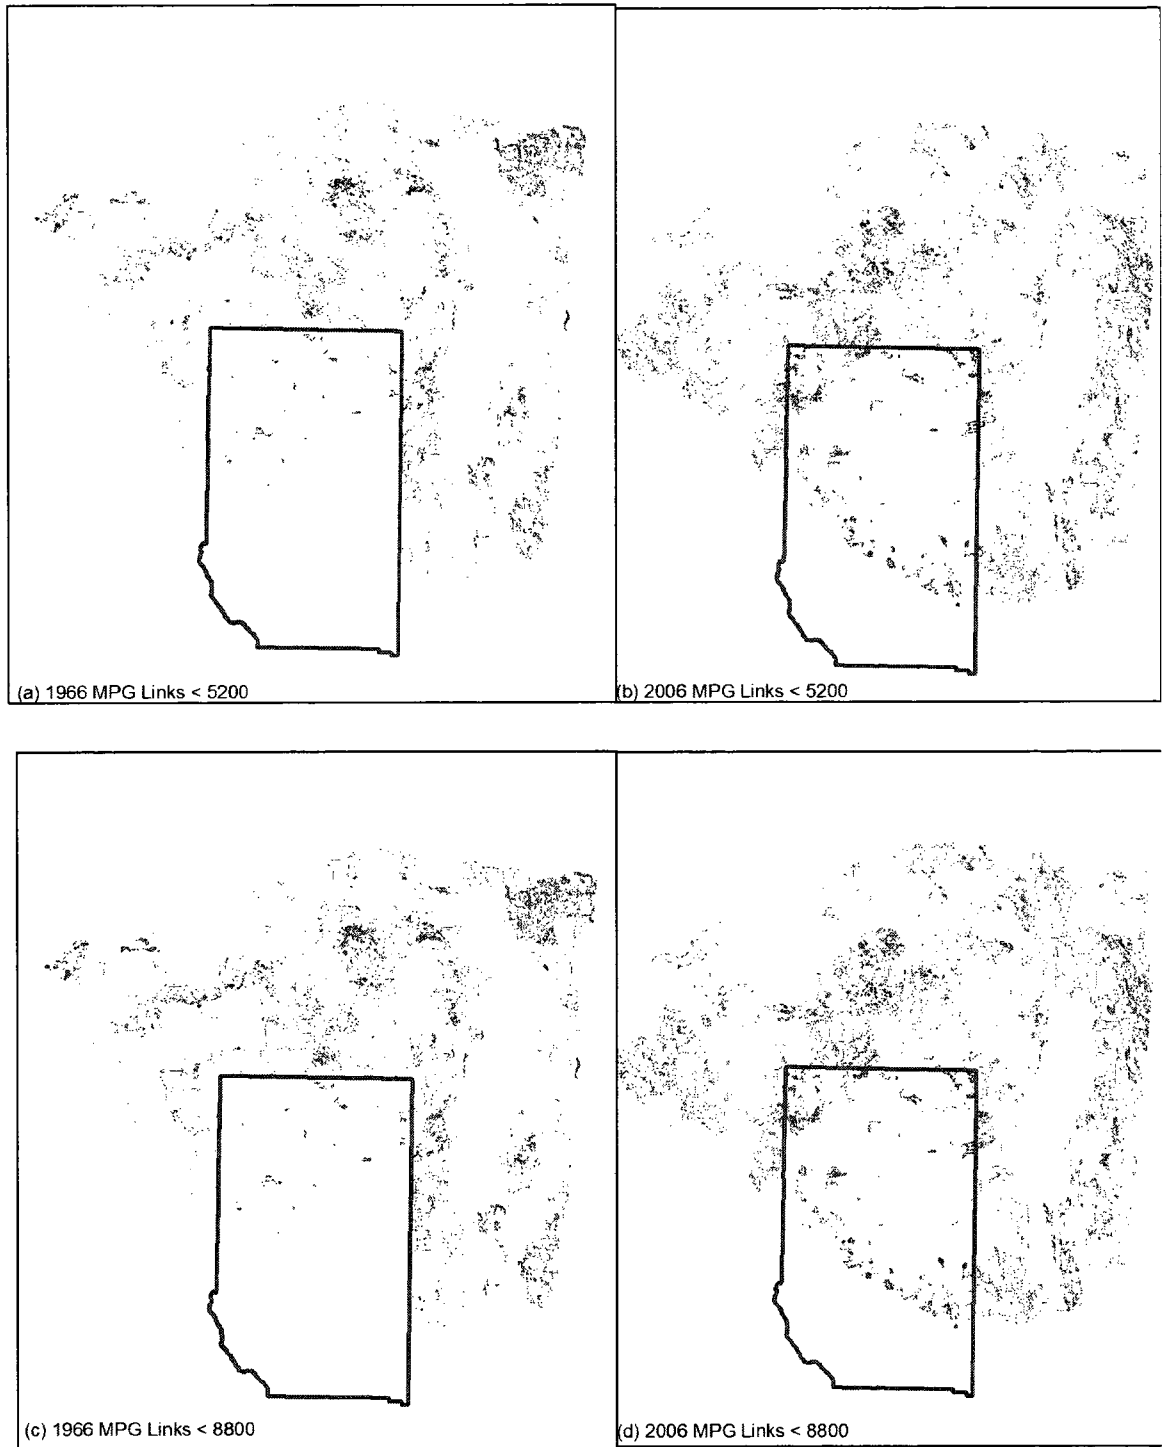 (a) 1966 MPG Links < 5200
(b) 2006 MPG Links < 5200
(c) 1966 MPG Links < 8800
(d) 2006 MPG Links < 8800